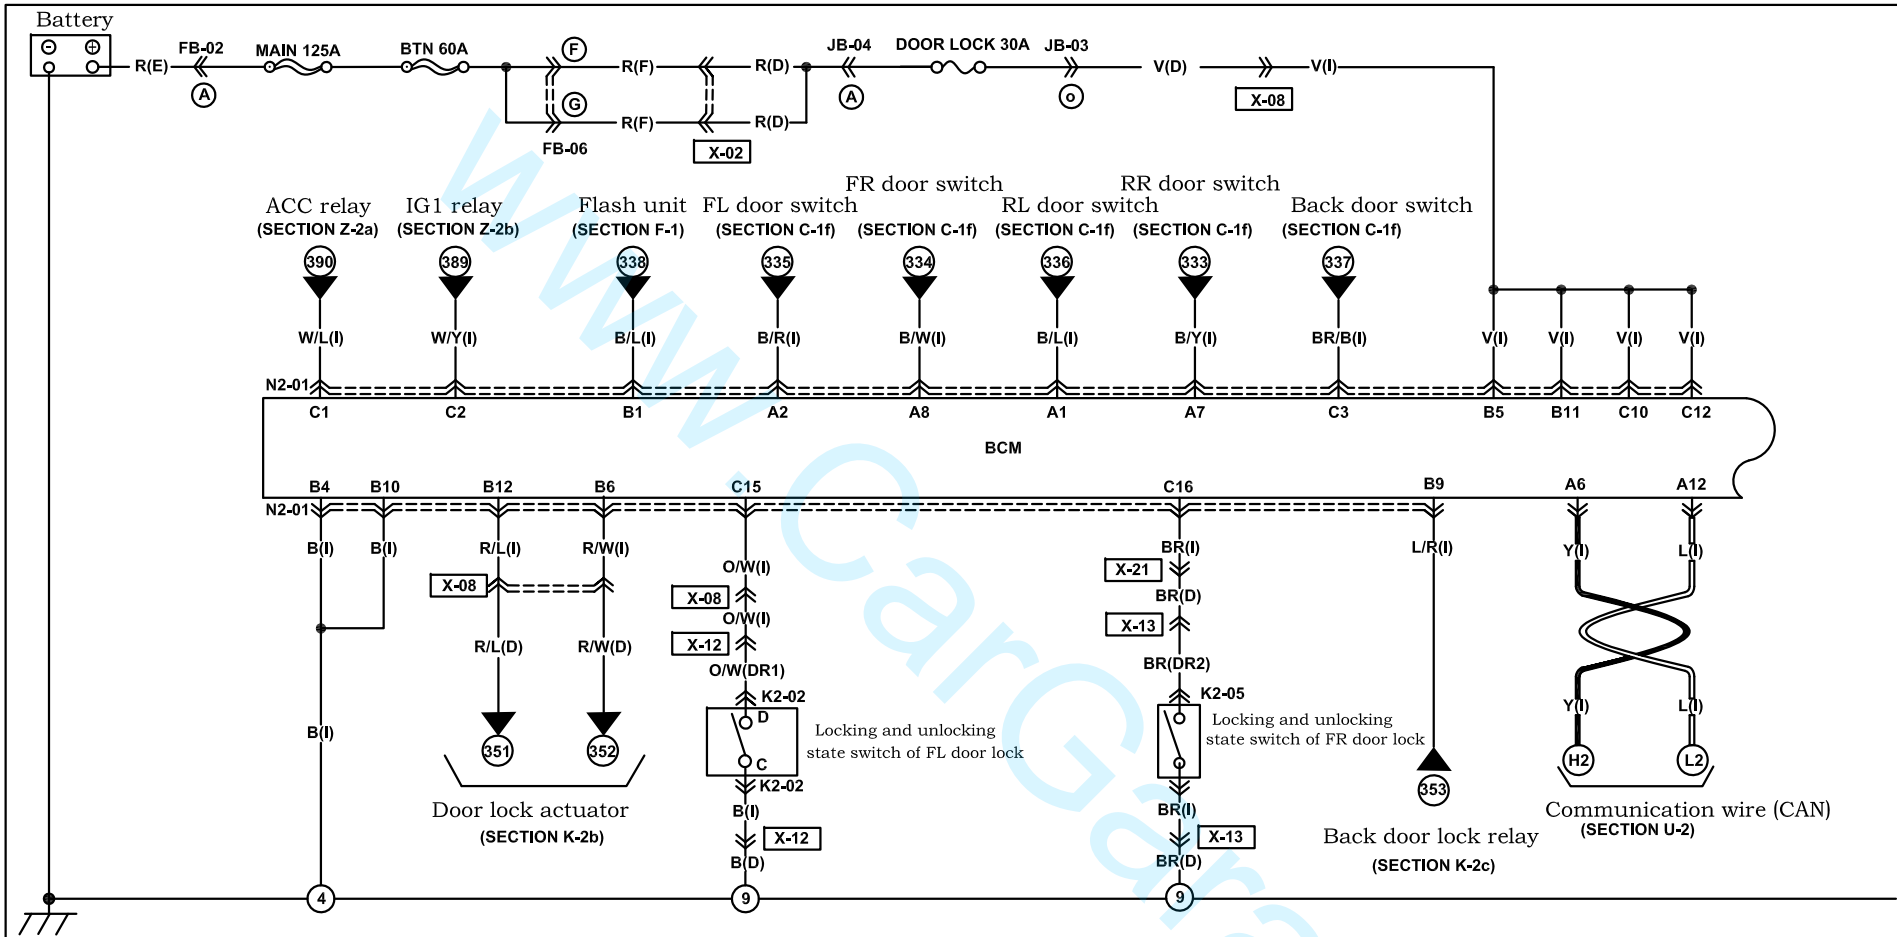 Battery
FB-02
MAIN 125A
BTN 60A
F
JB-04
DOOR LOCK 30A
JB-03
R(E)
R(F)
R(D)
V(D)
V(I)
A
G
A
O
X-08
R(F)
R(D)
FB-06
X-02
FR door switch
RR door switch
ACC relay
IG1 relay
Flash unit
FL door switch
RL door switch
Back door switch
(SECTION Z-2a)
(SECTION Z-2b)
(SECTION F-1)
(SECTION C-1f)
(SECTION C-1f)
(SECTION C-1f)
(SECTION C-1f)
(SECTION C-1f)
390
389
338
335
334
336
333
337
W/L(I)
W/Y(I)
B/L(I)
B/R(I)
B/W(I)
B/L(I)
B/Y(I)
BR/B(I)
V(I)
V(I)
V(I)
V(I)
N2-01
C1
C2
B1
A2
A8
A1
A7
C3
B5
B11
C10
C12
BCM
B4
B10
B12
B6
C15
C16
B9
A6
A12
N2-01
B(I)
B(I)
R/L(I)
R/W(I)
BR(I)
L/R(I)
Y(I)
L(I)
O/W(I)
X-21
X-08
X-08
BR(D)
O/W(I)
X-13
X-12
R/L(D)
R/W(D)
O/W(DR1)
BR(DR2)
K2-02
K2-05
Y(I)
L(I)
D
B(I)
Locking and unlocking
state switch of FL door lock
Locking and unlocking
state switch of FR door lock
351
352
C
H2
L2
K2-02
353
Door lock actuator
(SECTION K-2b)
B(I)
BR(I)
Communication wire (CAN)
(SECTION U-2)
X-12
X-13
Back door lock relay
(SECTION K-2c)
B(D)
BR(D)
4
9
9
www.CarGara